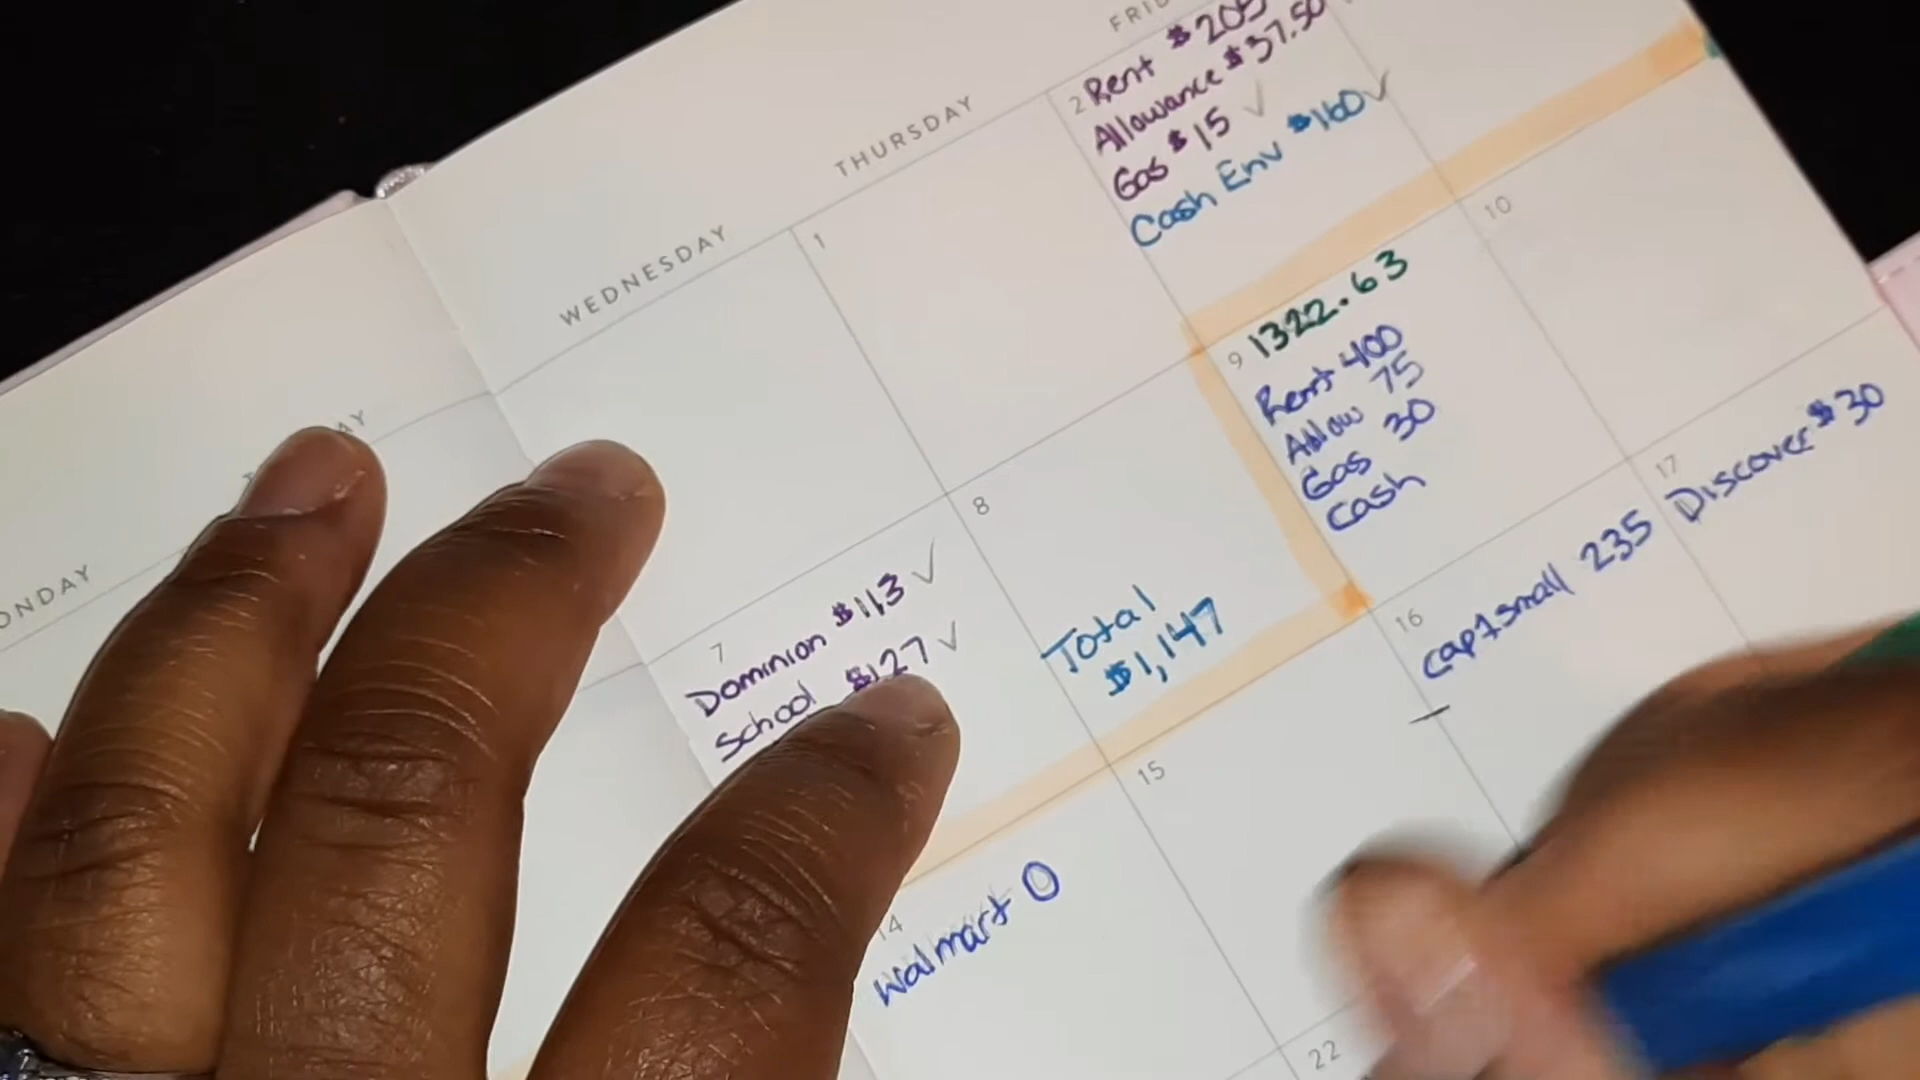 FRID
THURSDAY
WEDNESDAY
AY
ONDAY
1
2 Rent $205
Allowance $37.50
Gas $15 ✓
Cash Env $160 ✓
7
Dominion $113 ✓
School $127 ✓
8
Total
$1,147
9 1322.63
Rent 400
Allow 75
Gas 30
Cash
10
14
Walmart 0
15
16
Cap1small 235
17
Discover $30
22